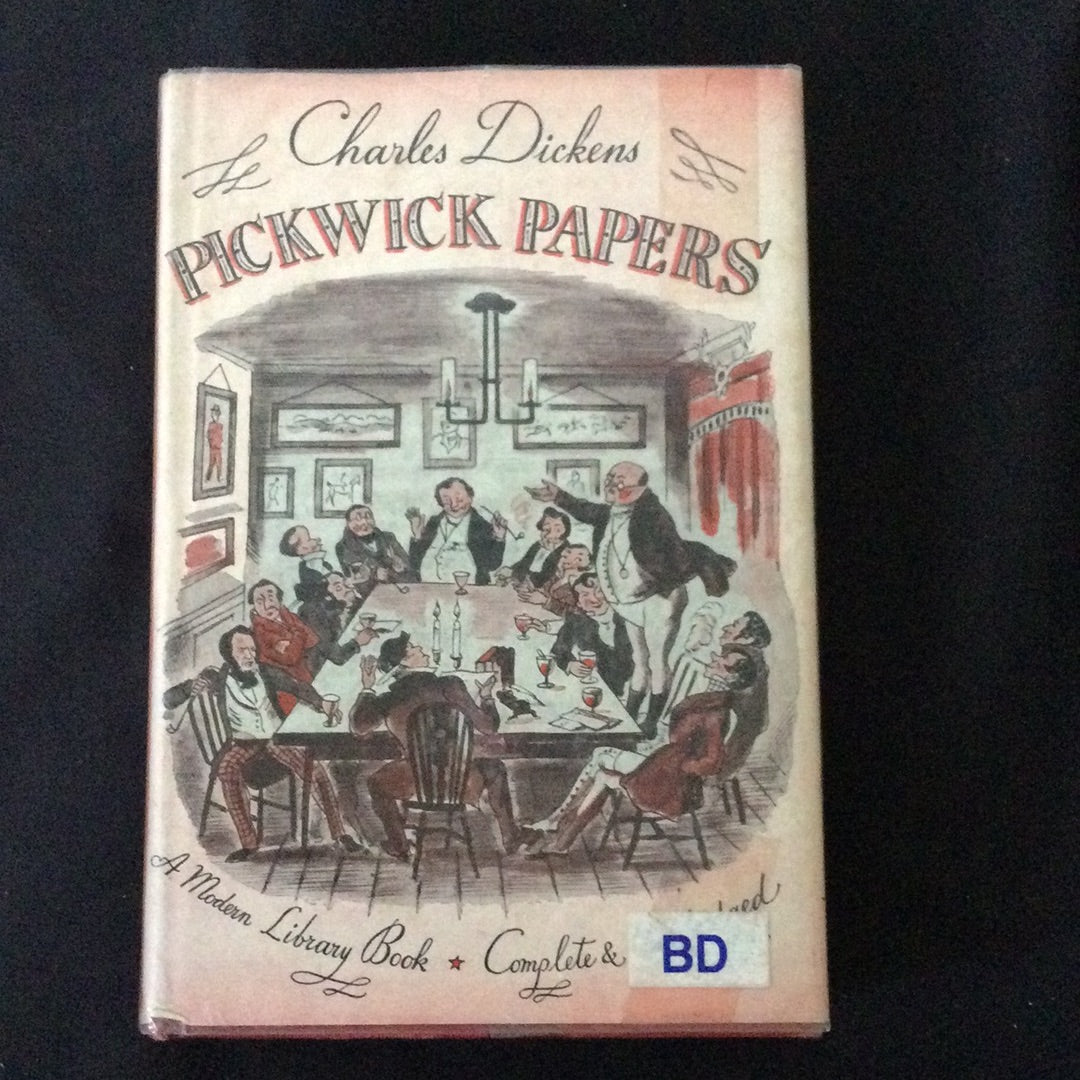 Charles Dickens
PICKWICK PAPERS
A Modern Library Book ★ Complete &
BD